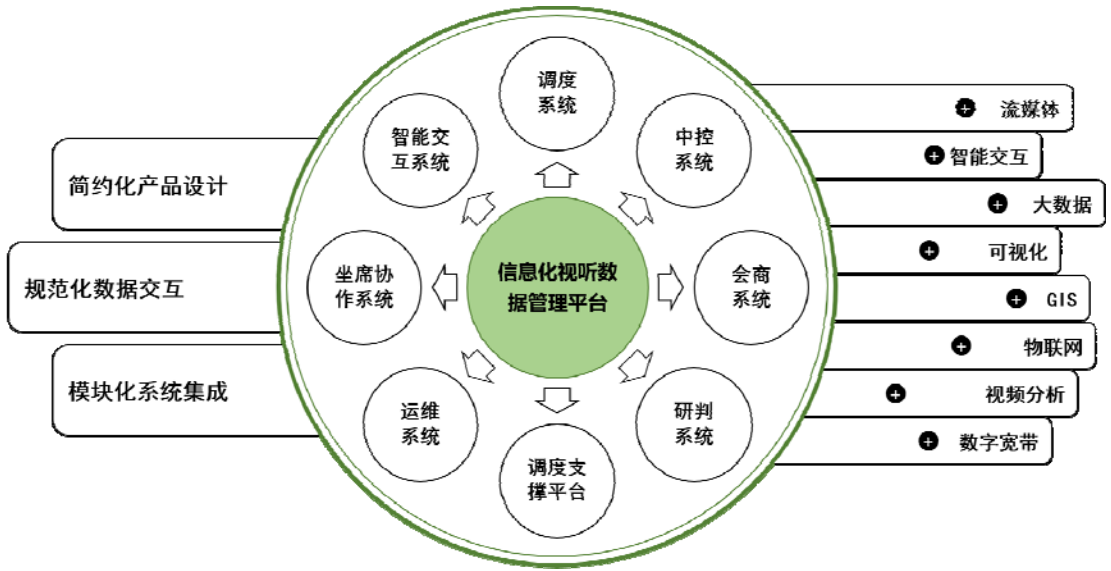 简约化产品设计
规范化数据交互
模块化系统集成
调度
系统
中控
系统
会商
系统
研判
系统
调度支
撑平台
运维
系统
坐席协
作系统
智能交
互系统
信息化视听数
据管理平台
流媒体
智能交互
大数据
可视化
GIS
物联网
视频分析
数字宽带